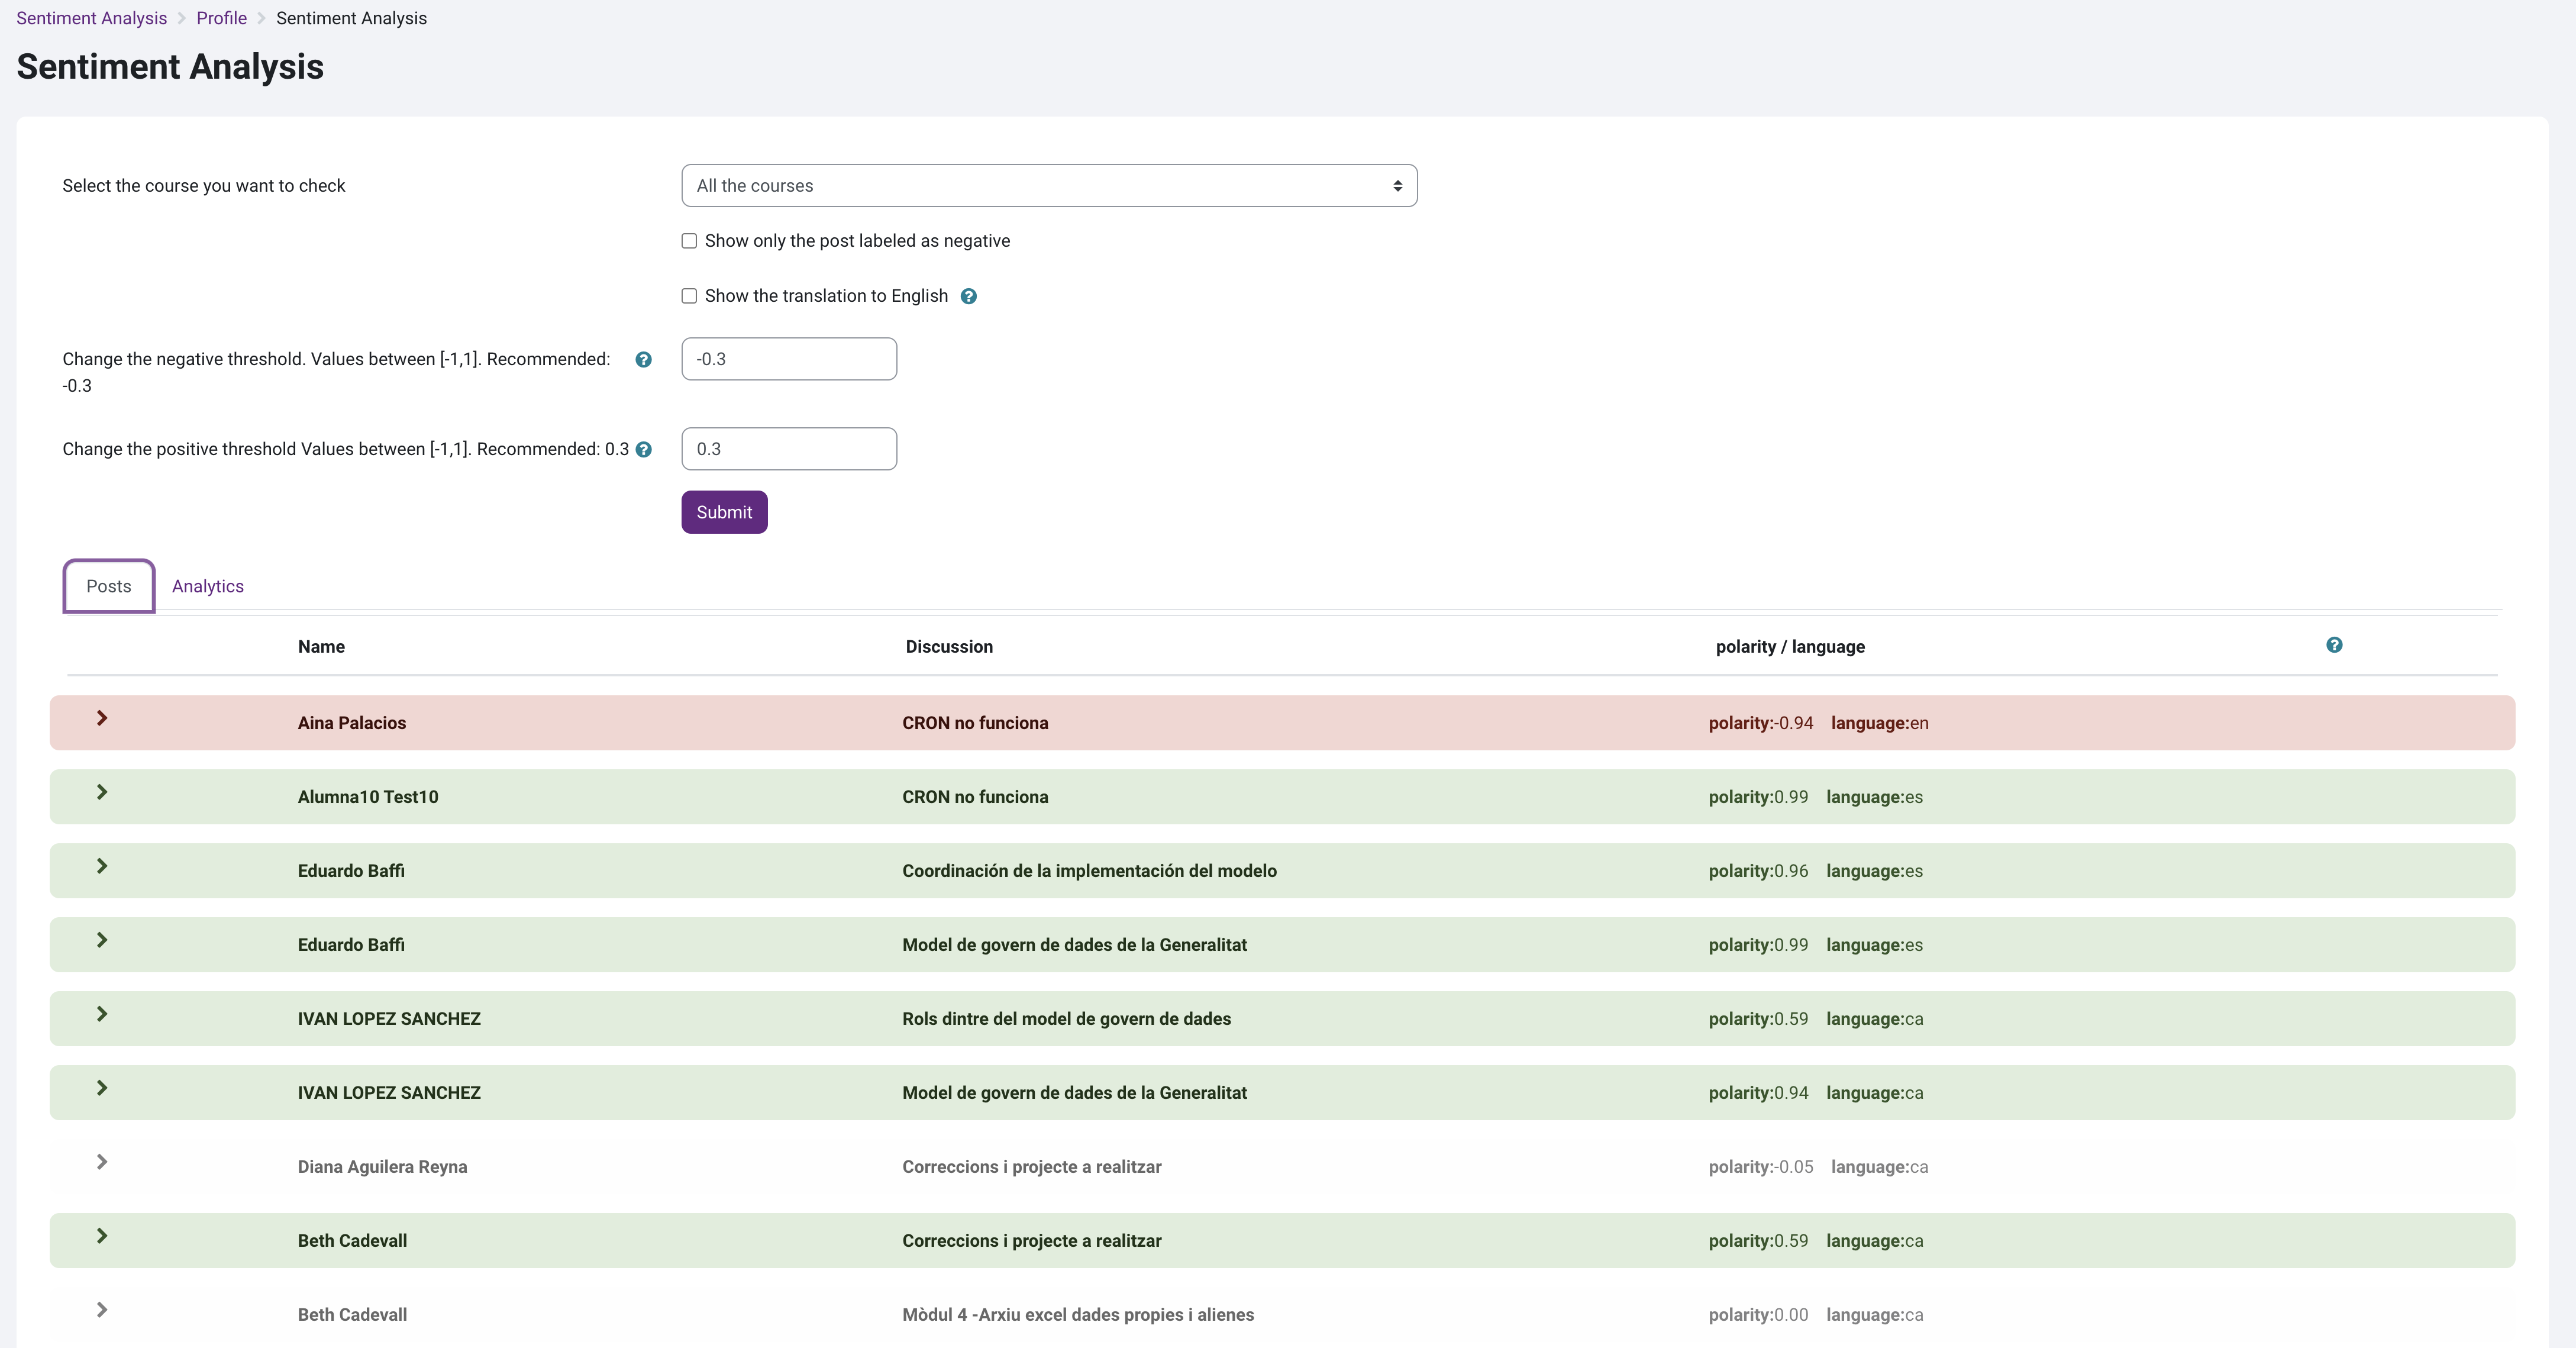 Sentiment Analysis > Profile > Sentiment Analysis
Sentiment Analysis
Select the course you want to check
All the courses
Show only the post labeled as negative
Show the translation to English
Change the negative threshold. Values between [-1,1]. Recommended:
-0.3
-0.3
Change the positive threshold Values between [-1,1]. Recommended: 0.3
0.3
Submit
Posts Analytics
Name Discussion polarity / language
Aina Palacios CRON no funciona polarity:-0.94 language:en
Alumna10 Test10 CRON no funciona polarity:0.99 language:es
Eduardo Baffi Coordinación de la implementación del modelo polarity:0.96 language:es
Eduardo Baffi Model de govern de dades de la Generalitat polarity:0.99 language:es
IVAN LOPEZ SANCHEZ Rols dintre del model de govern de dades polarity:0.59 language:ca
IVAN LOPEZ SANCHEZ Model de govern de dades de la Generalitat polarity:0.94 language:ca
Diana Aguilera Reyna Correccions i projecte a realitzar polarity:-0.05 language:ca
Beth Cadevall Correccions i projecte a realitzar polarity:0.59 language:ca
Beth Cadevall Mòdul 4 -Arxiu excel dades propies i alienes polarity:0.00 language:ca